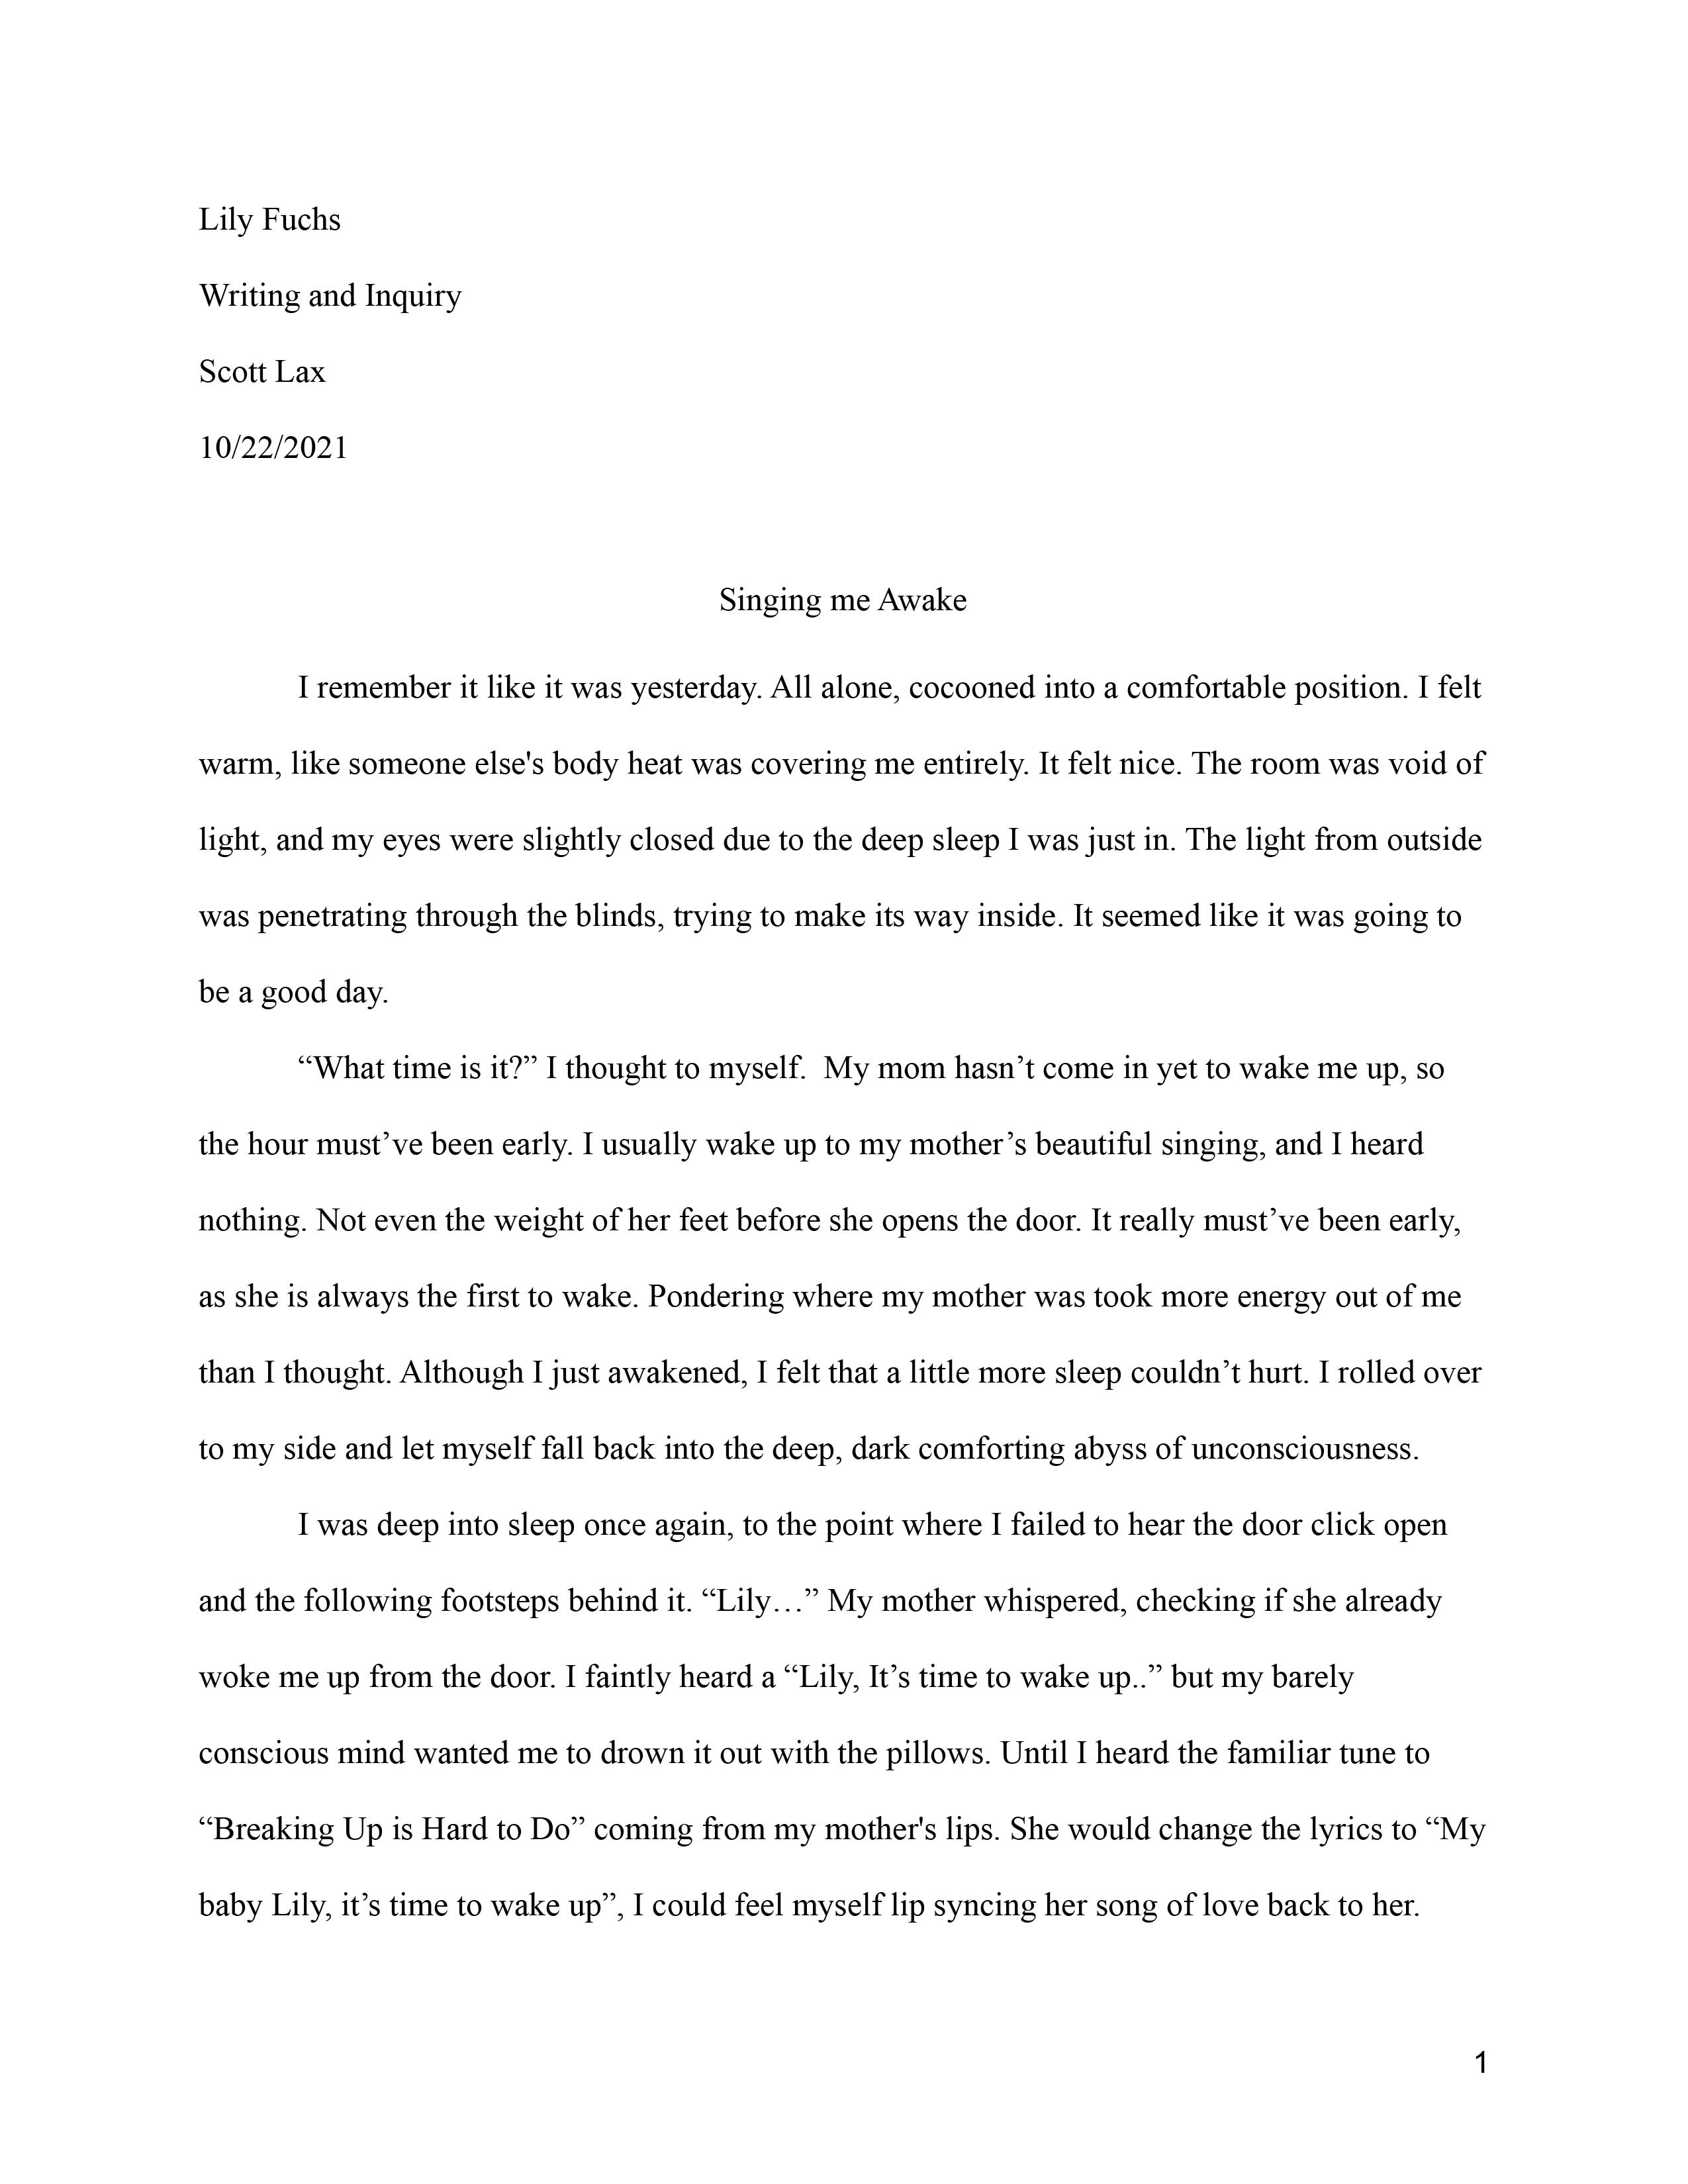 Lily Fuchs
Writing and Inquiry
Scott Lax
10/22/2021
Singing me Awake
I remember it like it was yesterday. All alone, cocooned into a comfortable position. I felt
warm, like someone else's body heat was covering me entirely. It felt nice. The room was void of
light, and my eyes were slightly closed due to the deep sleep I was just in. The light from outside
was penetrating through the blinds, trying to make its way inside. It seemed like it was going to
be a good day.
“What time is it?” I thought to myself.  My mom hasn’t come in yet to wake me up, so
the hour must’ve been early. I usually wake up to my mother’s beautiful singing, and I heard
nothing. Not even the weight of her feet before she opens the door. It really must’ve been early,
as she is always the first to wake. Pondering where my mother was took more energy out of me
than I thought. Although I just awakened, I felt that a little more sleep couldn’t hurt. I rolled over
to my side and let myself fall back into the deep, dark comforting abyss of unconsciousness.
I was deep into sleep once again, to the point where I failed to hear the door click open
and the following footsteps behind it. “Lily…” My mother whispered, checking if she already
woke me up from the door. I faintly heard a “Lily, It’s time to wake up..” but my barely
conscious mind wanted me to drown it out with the pillows. Until I heard the familiar tune to
“Breaking Up is Hard to Do” coming from my mother's lips. She would change the lyrics to “My
baby Lily, it’s time to wake up”, I could feel myself lip syncing her song of love back to her.
1